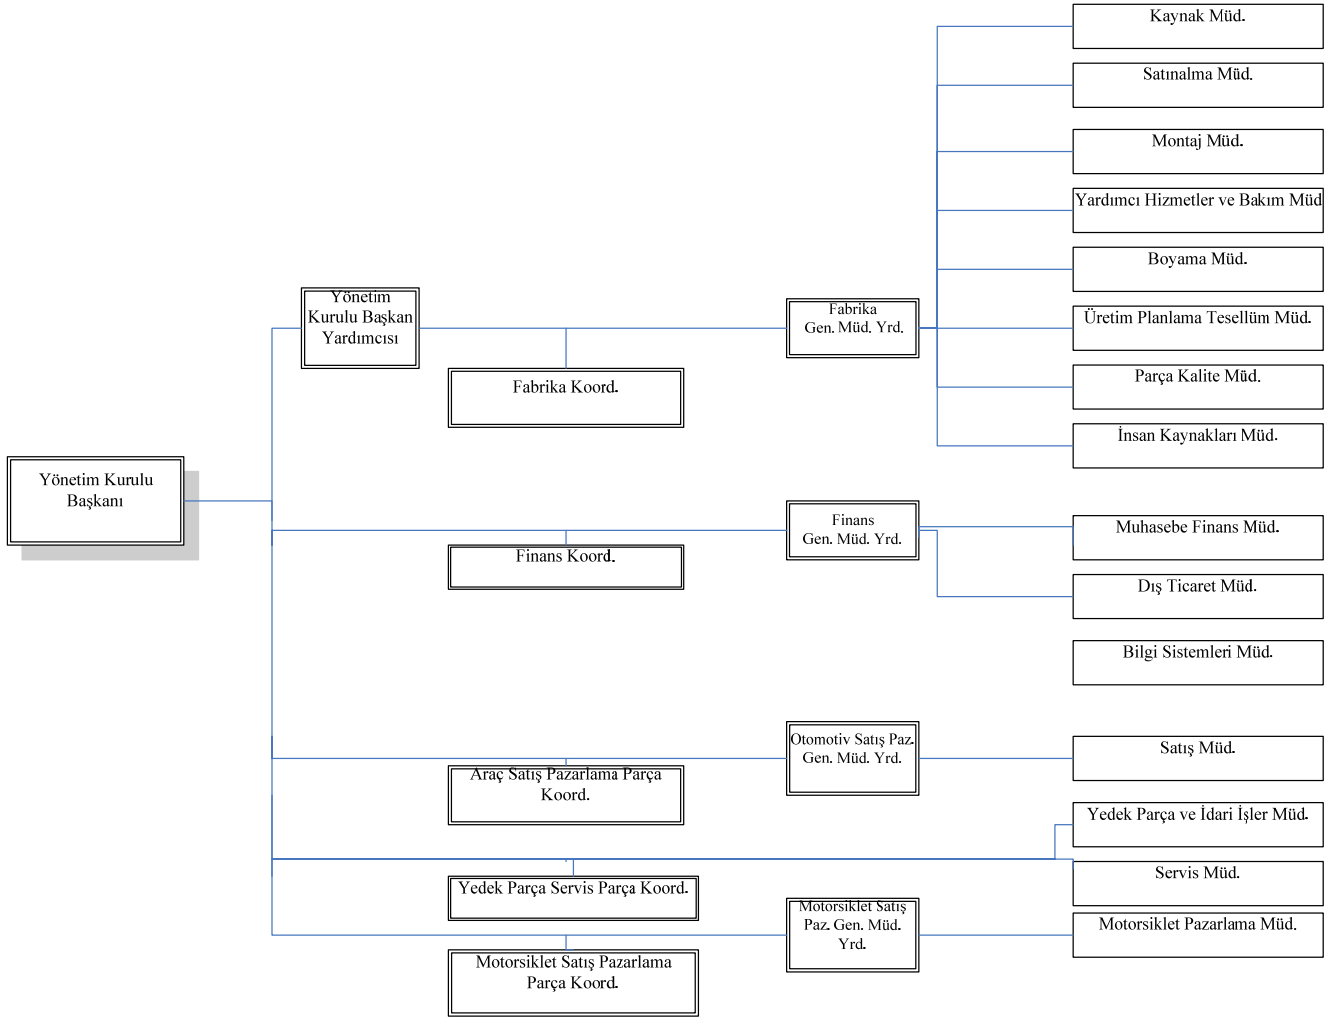 Kaynak Müd.
Satınalma Müd.
Montaj Müd.
Yardımcı Hizmetler ve Bakım Müd
Boyama Müd.
Yönetim
Kurulu Başkan
Yardımcısı
Fabrika
Gen. Müd. Yrd.
Üretim Planlama Tesellüm Müd.
Fabrika Koord.
Parça Kalite Müd.
İnsan Kaynakları Müd.
Yönetim Kurulu
Başkanı
Finans
Gen. Müd. Yrd.
Muhasebe Finans Müd.
Finans Koord.
Dış Ticaret Müd.
Bilgi Sistemleri Müd.
Otomotiv Satış Paz.
Gen. Müd. Yrd.
Satış Müd.
Araç Satış Pazarlama Parça
Koord.
Yedek Parça ve İdari İşler Müd.
Servis Müd.
Yedek Parça Servis Parça Koord.
Motorsiklet Satış
Paz. Gen. Müd.
Yrd.
Motorsiklet Pazarlama Müd.
Motorsiklet Satış Pazarlama
Parça Koord.